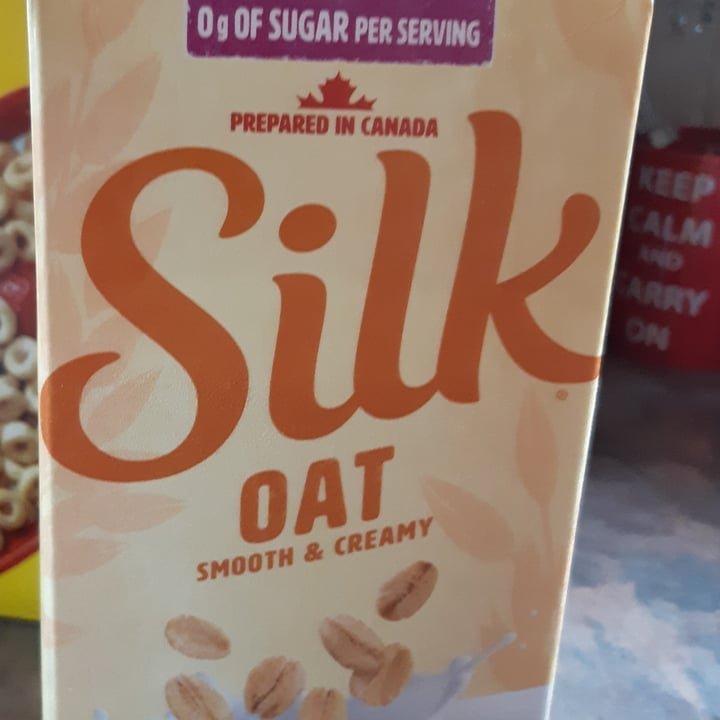 0g OF SUGAR PER SERVING
PREPARED IN CANADA
Silk
OAT
SMOOTH & CREAMY
KEEP
CALM
AND
CARRY
ON